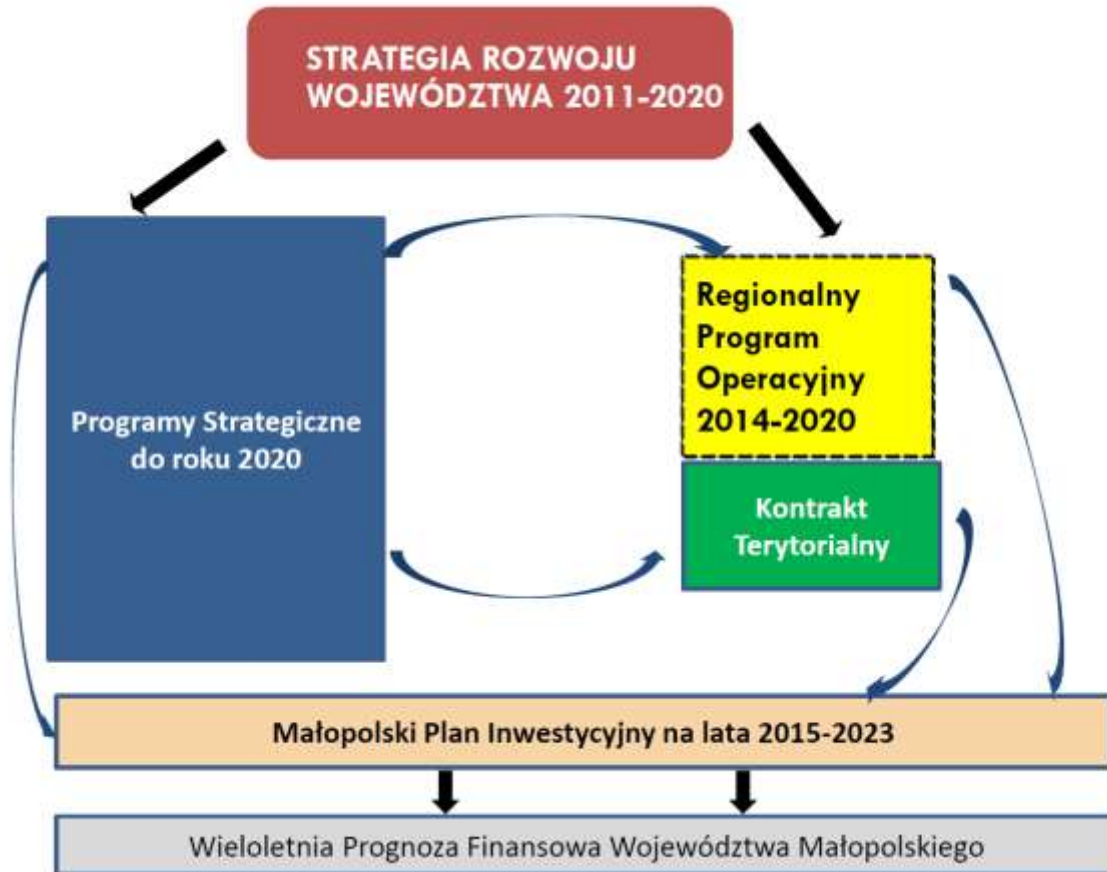 STRATEGIA ROZWOJU
WOJEWÓDZTWA 2011-2020
Programy Strategiczne
do roku 2020
Regionalny
Program
Operacyjny
2014-2020
Kontrakt
Terytorialny
Małopolski Plan Inwestycyjny na lata 2015-2023
Wieloletnia Prognoza Finansowa Województwa Małopolskiego